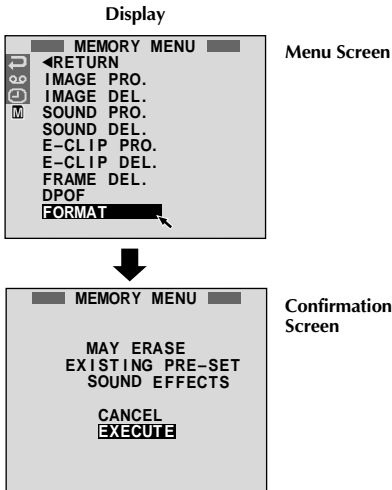 Display
MEMORY MENU
Menu Screen
◄RETURN
IMAGE PRO.
IMAGE DEL.
M
SOUND PRO.
SOUND DEL.
E–CLIP PRO.
E–CLIP DEL.
FRAME DEL.
DPOF
FORMAT
MEMORY MENU
Confirmation
Screen
MAY ERASE
EXISTING PRE–SET
SOUND EFFECTS
CANCEL
EXECUTE